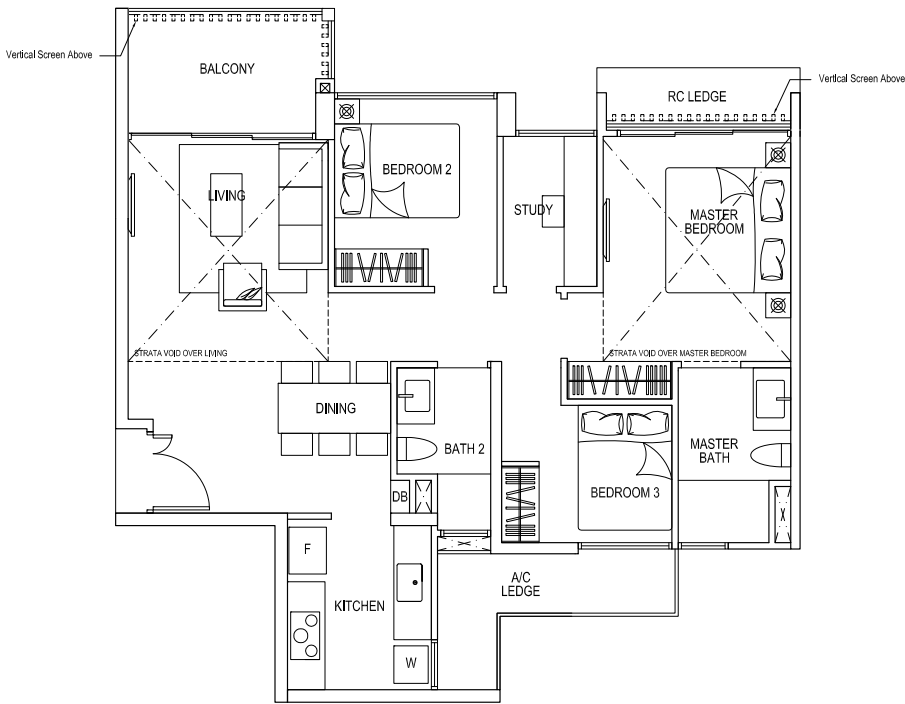 Vertical Screen Above
BALCONY
RC LEDGE
Vertical Screen Above
BEDROOM 2
LIVING
STUDY
MASTER
BEDROOM
STRATA VOID OVER LIVING
STRATA VOID OVER MASTER BEDROOM
DINING
BATH 2
MASTER
BATH
DB
BEDROOM 3
F
A/C
LEDGE
KITCHEN
W